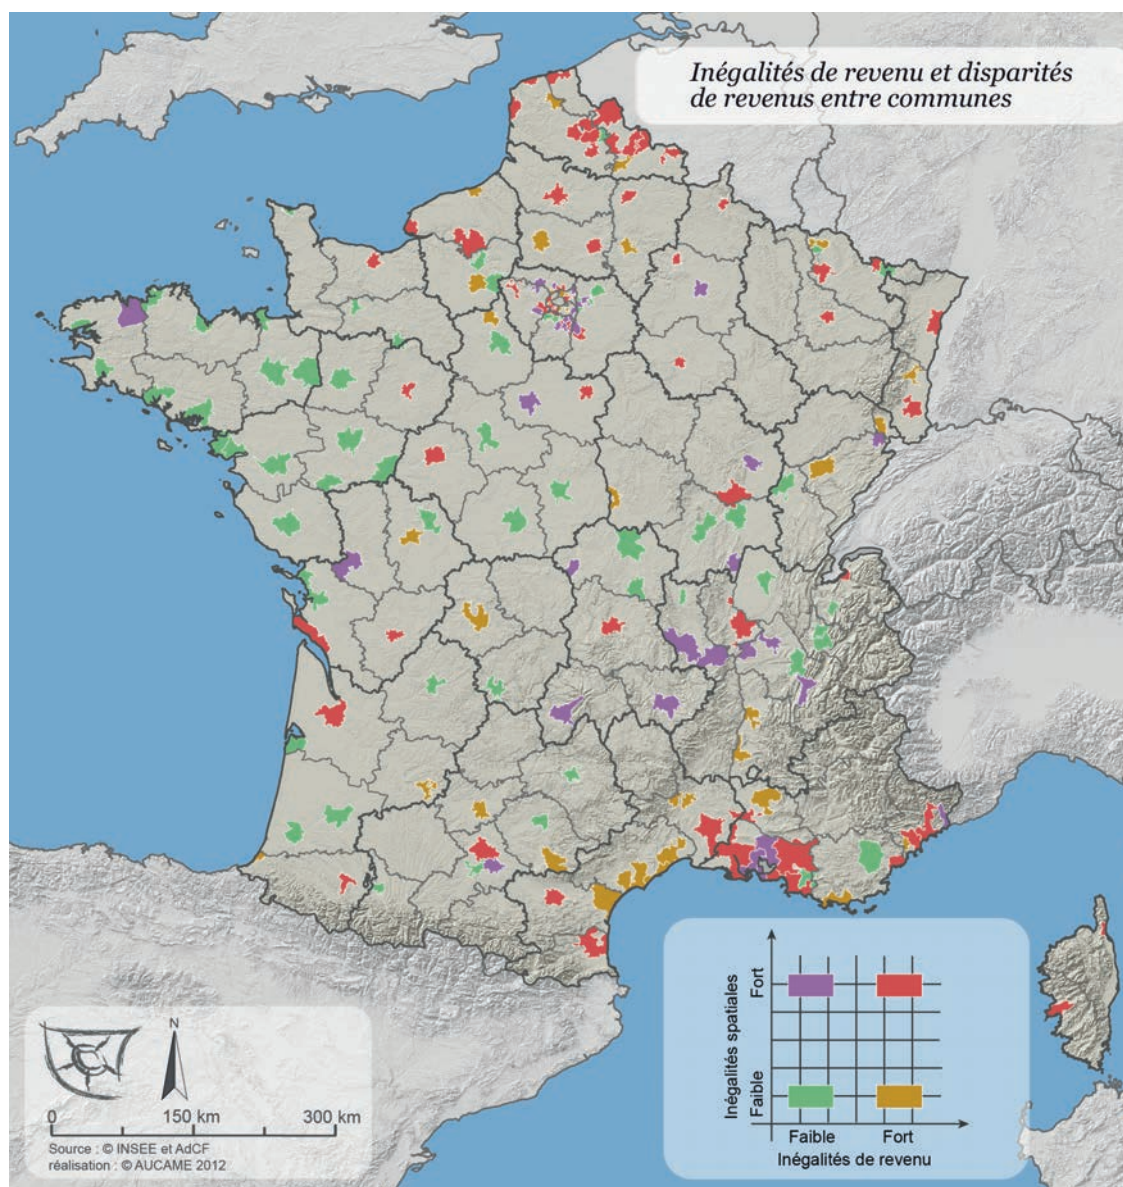 Inégalités de revenu et disparités
de revenus entre communes
N
0
150 km
300 km
Source : © INSEE et AdCF
réalisation : © AUCAME 2012
Inégalités spatiales
Fort
Faible
Faible
Fort
Inégalités de revenu